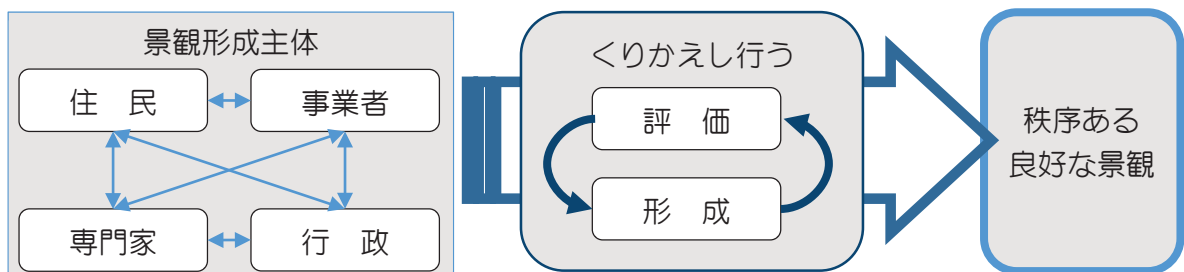 景観形成主体
住　民
事業者
専門家
行　政
くりかえし行う
評　価
形　成
秩序ある
良好な景観